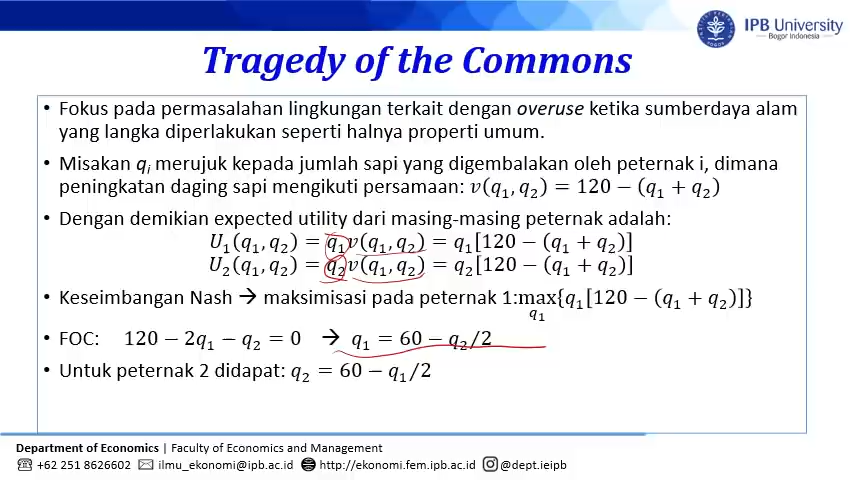 IPB University
Bogor Indonesia
Tragedy of the Commons
• Fokus pada permasalahan lingkungan terkait dengan overuse ketika sumberdaya alam
yang langka diperlakukan seperti halnya properti umum.
• Misakan qᵢ merujuk kepada jumlah sapi yang digembalakan oleh peternak i, dimana
peningkatan daging sapi mengikuti persamaan: v(q₁, q₂) = 120 − (q₁ + q₂)
• Dengan demikian expected utility dari masing-masing peternak adalah:
U₁(q₁, q₂) = q₁v(q₁, q₂) = q₁[120 − (q₁ + q₂)]
U₂(q₁, q₂) = q₂v(q₁, q₂) = q₂[120 − (q₁ + q₂)]
• Keseimbangan Nash → maksimisasi pada peternak 1: max{q₁[120 − (q₁ + q₂)]}
q₁
• FOC: 120 − 2q₁ − q₂ = 0 → q₁ = 60 − q₂/2
• Untuk peternak 2 didapat: q₂ = 60 − q₁/2
Department of Economics | Faculty of Economics and Management
+62 251 8626602 ilmu_ekonomi@ipb.ac.id http://ekonomi.fem.ipb.ac.id @dept.ieipb